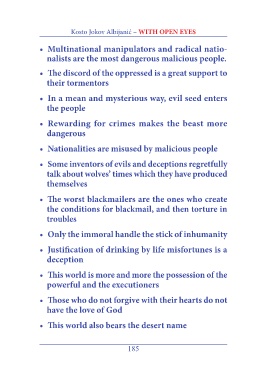 Kosto Jokov Albijanić – WITH OPEN EYES
• Multinational manipulators and radical natio-
nalists are the most dangerous malicious people.
• The discord of the oppressed is a great support to
their tormentors
• In a mean and mysterious way, evil seed enters
the people
• Rewarding for crimes makes the beast more
dangerous
• Nationalities are misused by malicious people
• Some inventors of evils and deceptions regretfully
talk about wolves’ times which they have produced
themselves
• The worst blackmailers are the ones who create
the conditions for blackmail, and then torture in
troubles
• Only the immoral handle the stick of inhumanity
• Justification of drinking by life misfortunes is a
deception
• This world is more and more the possession of the
powerful and the executioners
• Those who do not forgive with their hearts do not
have the love of God
• This world also bears the desert name
185